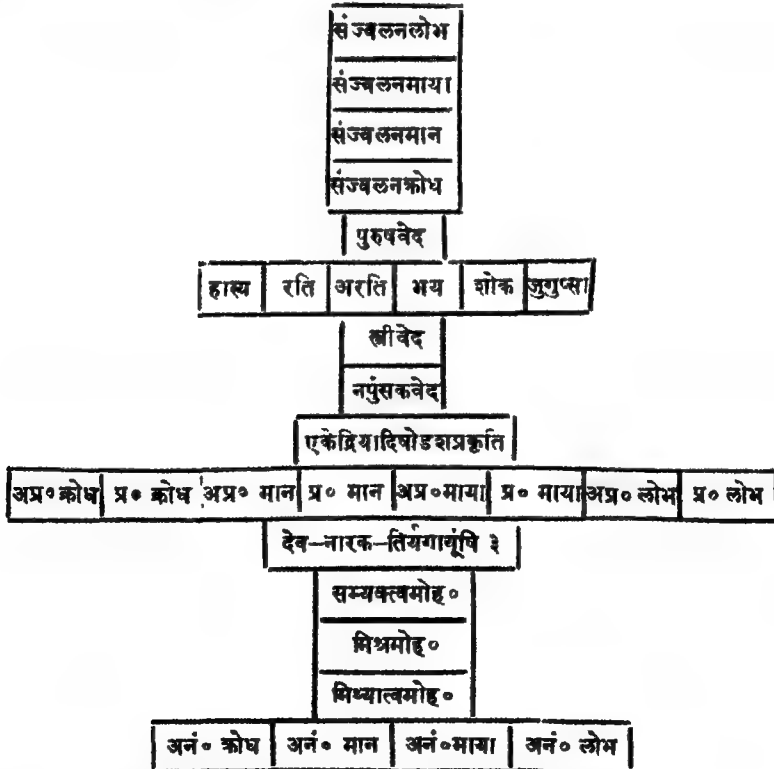 संज्वलनलोभ
संज्वलनमाया
संज्वलनमान
संज्वलनक्रोध
पुरुषवेद
हास्य रति अरति भय शोक जुगुप्सा
स्त्रीवेद
नपुंसकवेद
एकेंद्रियादिषोडशप्रकृति
अप्र० क्रोध प्र० क्रोध अप्र० मान प्र० मान अप्र०माया प्र० माया अप्र० लोभ प्र० लोभ
देव-नारक-तिर्यगायूंषि ३
सम्यक्त्वमोह०
मिश्रमोह०
मिथ्यात्वमोह०
अनं० क्रोध अनं० मान अनं०माया अनं० लोभ